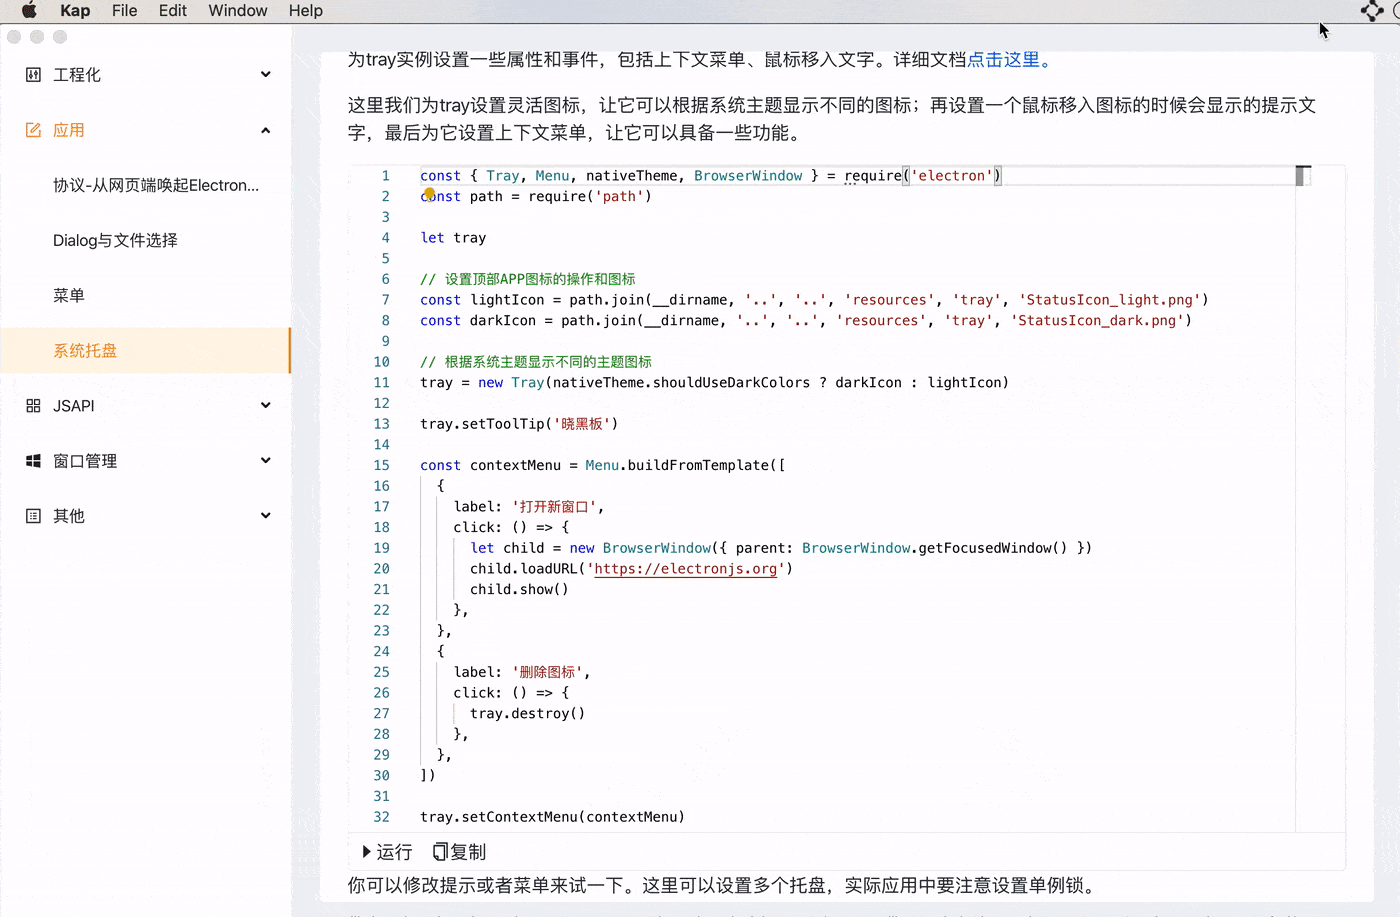 Kap File Edit Window Help
工程化
应用
协议-从网页端唤起Electron...
Dialog与文件选择
菜单
系统托盘
JSAPI
窗口管理
其他
为tray实例设置一些属性和事件，包括上下文菜单、鼠标移入文字。详细文档点击这里。
这里我们为tray设置灵活图标，让它可以根据系统主题显示不同的图标；再设置一个鼠标移入图标的时候会显示的提示文
字，最后为它设置上下文菜单，让它可以具备一些功能。
1 const { Tray, Menu, nativeTheme, BrowserWindow } = require('electron')
2 const path = require('path')
3
4 let tray
5
6 // 设置顶部APP图标的操作和图标
7 const lightIcon = path.join(__dirname, '..', '..', 'resources', 'tray', 'StatusIcon_light.png')
8 const darkIcon = path.join(__dirname, '..', '..', 'resources', 'tray', 'StatusIcon_dark.png')
9
10 // 根据系统主题显示不同的主题图标
11 tray = new Tray(nativeTheme.shouldUseDarkColors ? darkIcon : lightIcon)
12
13 tray.setToolTip('晓黑板')
14
15 const contextMenu = Menu.buildFromTemplate([
16 {
17 label: '打开新窗口',
18 click: () => {
19 let child = new BrowserWindow({ parent: BrowserWindow.getFocusedWindow() })
20 child.loadURL('https://electronjs.org')
21 child.show()
22 },
23 },
24 {
25 label: '删除图标',
26 click: () => {
27 tray.destroy()
28 },
29 },
30 ])
31
32 tray.setContextMenu(contextMenu)
运行 复制
你可以修改提示或者菜单来试一下。这里可以设置多个托盘，实际应用中要注意设置单例锁。